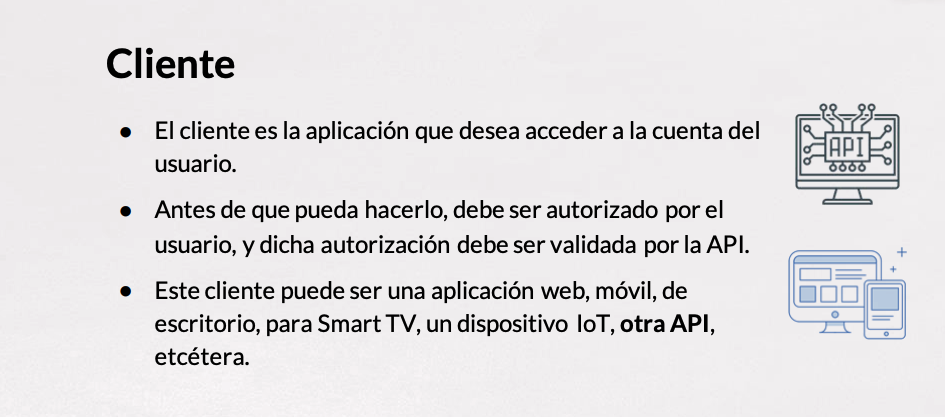 Cliente
● El cliente es la aplicación que desea acceder a la cuenta del
usuario.
● Antes de que pueda hacerlo, debe ser autorizado por el
usuario, y dicha autorización debe ser validada por la API.
● Este cliente puede ser una aplicación web, móvil, de
escritorio, para Smart TV, un dispositivo IoT, otra API,
etcétera.
API